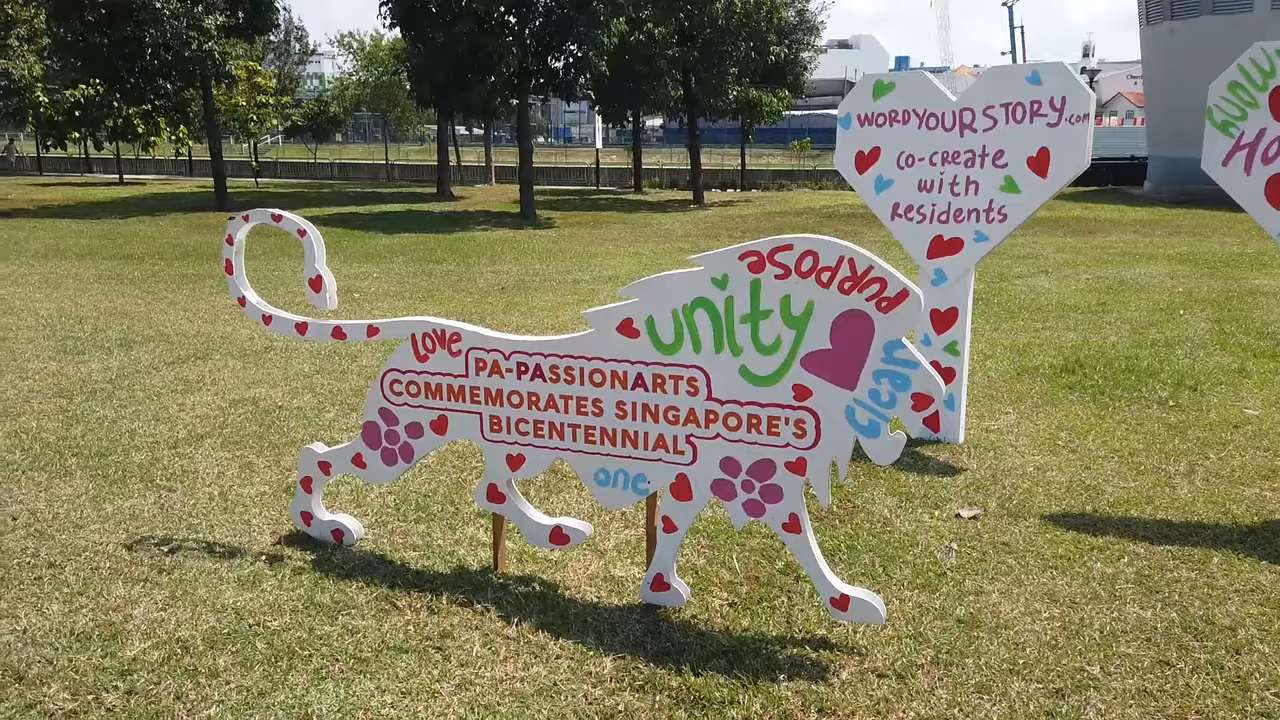 WORDYOURSTORY.com
CO-CREATE
with
Residents
PURPOSE
unity
Love
Clean
PA-PASSIONARTS
COMMEMORATES SINGAPORE'S
BICENTENNIAL
one